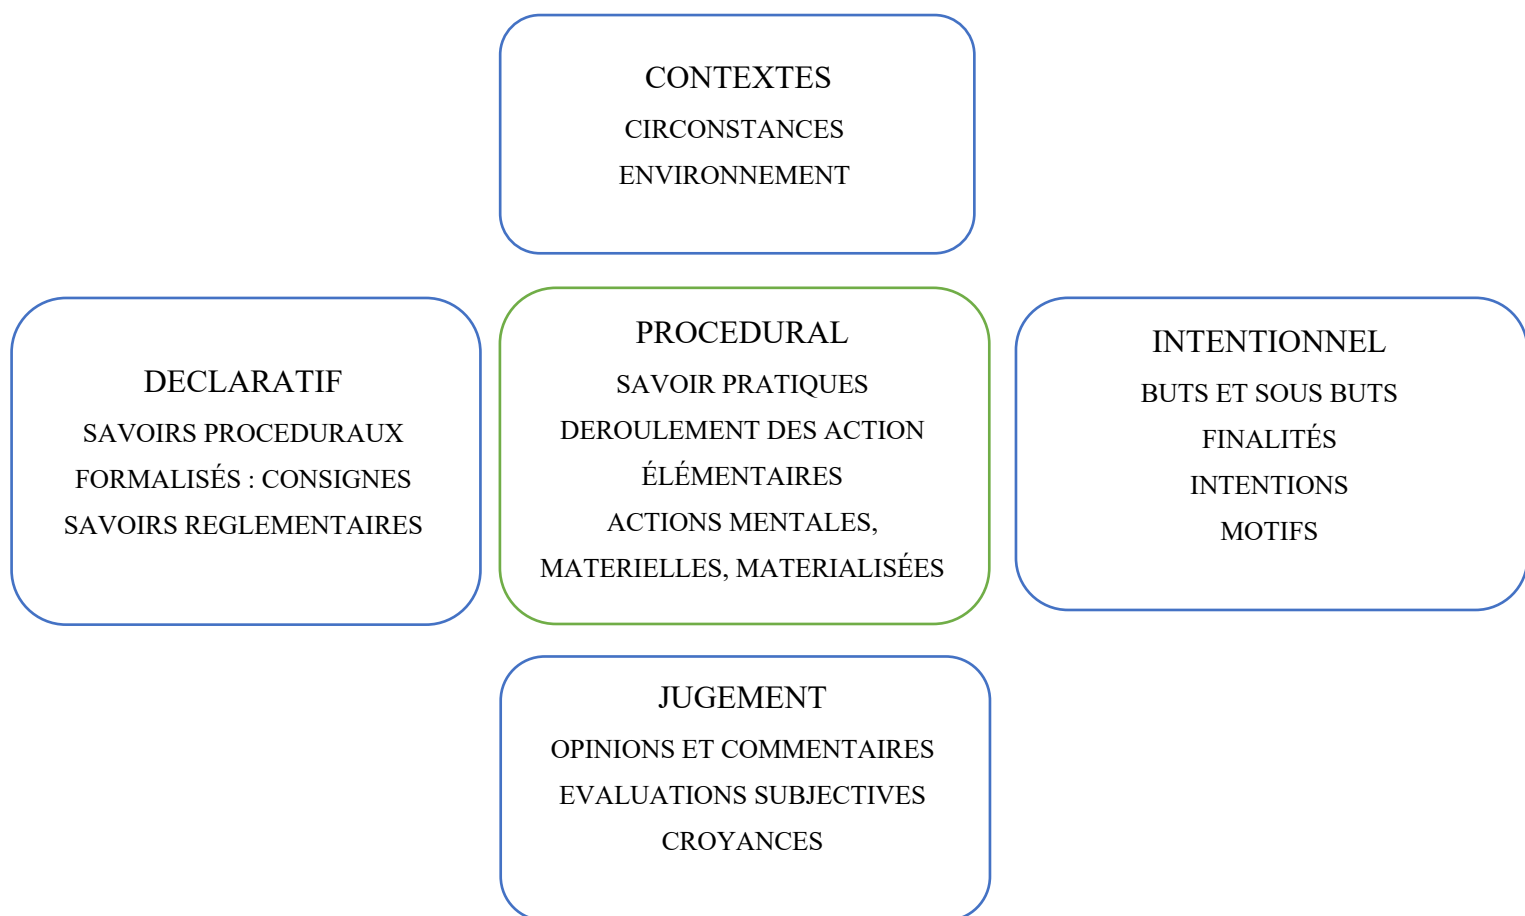 CONTEXTES
CIRCONSTANCES
ENVIRONNEMENT
DECLARATIF
SAVOIRS PROCEDURAUX
FORMALISÉS : CONSIGNES
SAVOIRS REGLEMENTAIRES
PROCEDURAL
SAVOIR PRATIQUES
DEROULEMENT DES ACTION
ÉLÉMENTAIRES
ACTIONS MENTALES,
MATERIELLES, MATERIALISÉES
INTENTIONNEL
BUTS ET SOUS BUTS
FINALITÉS
INTENTIONS
MOTIFS
JUGEMENT
OPINIONS ET COMMENTAIRES
EVALUATIONS SUBJECTIVES
CROYANCES